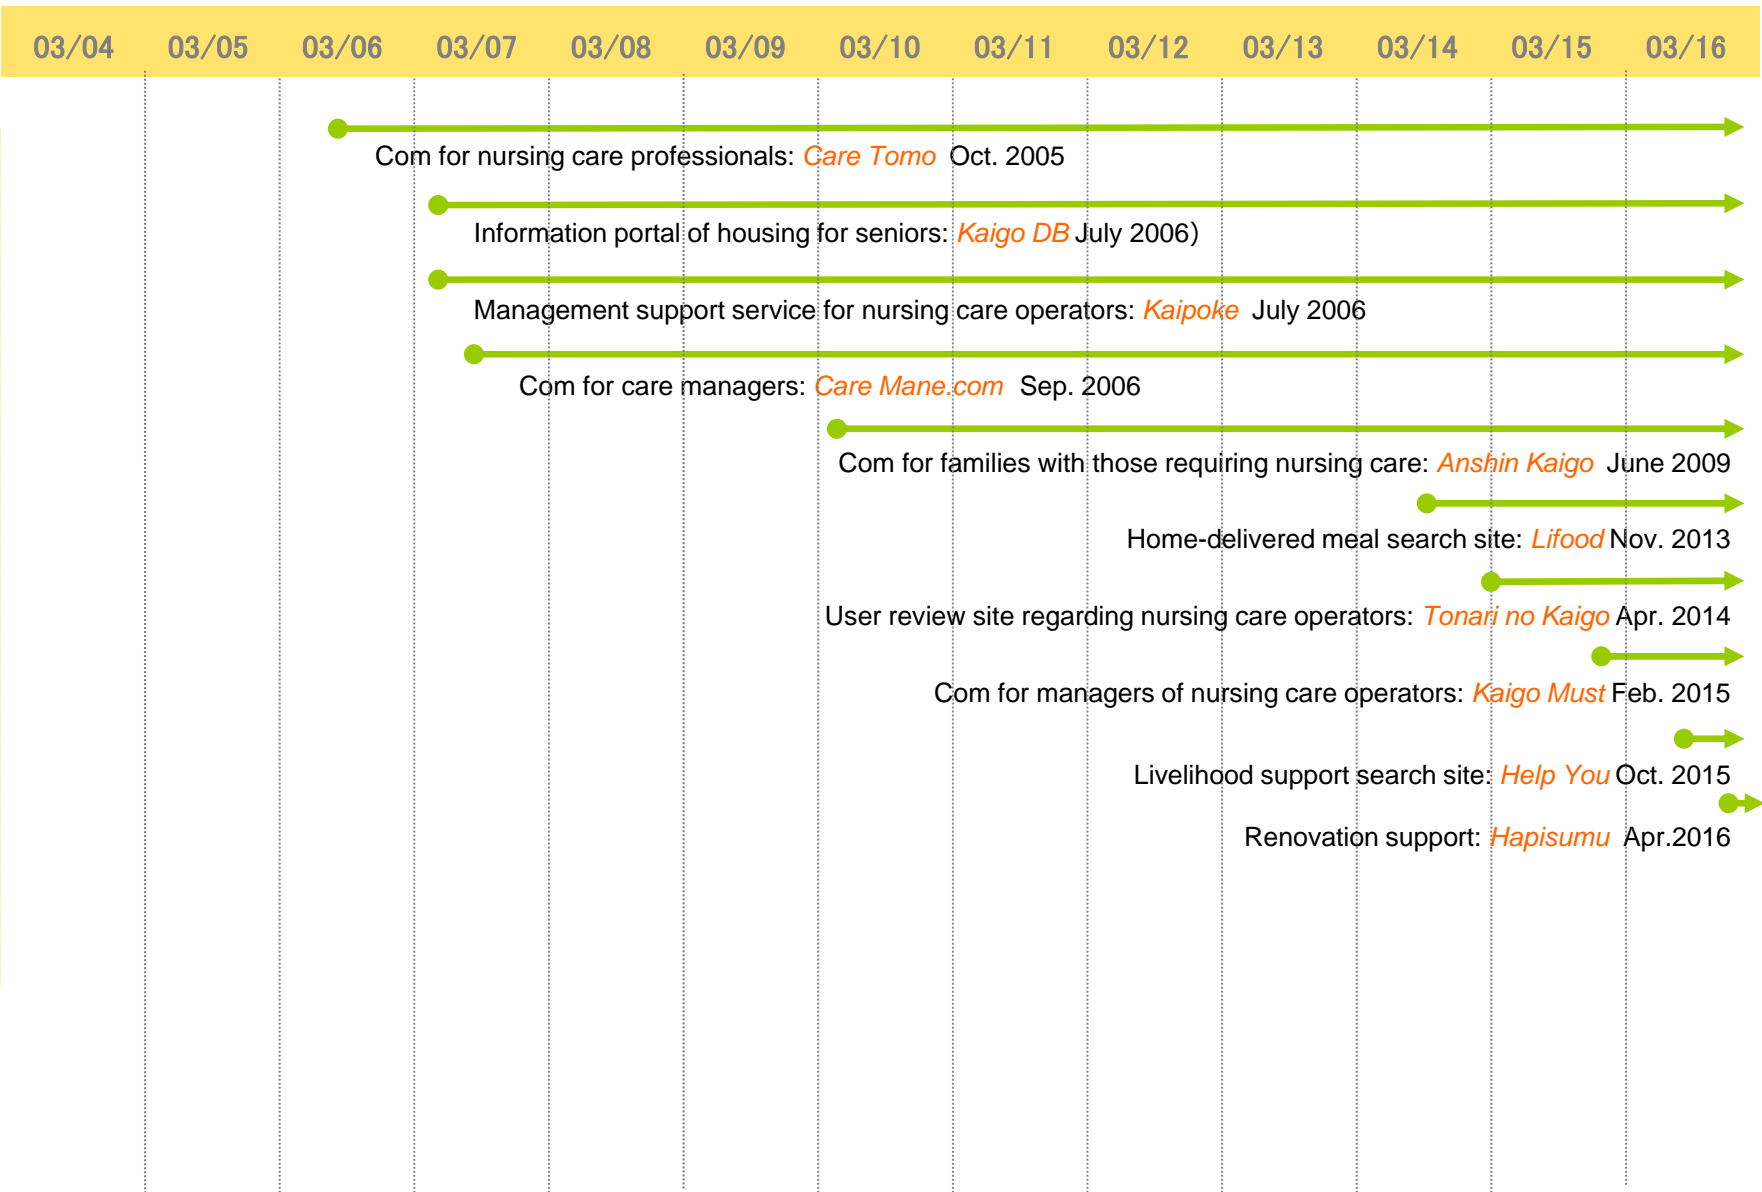 03/04 03/05 03/06 03/07 03/08 03/09 03/10 03/11 03/12 03/13 03/14 03/15 03/16
Com for nursing care professionals: Care Tomo Oct. 2005
Information portal of housing for seniors: Kaigo DB July 2006)
Management support service for nursing care operators: Kaipoke July 2006
Com for care managers: Care Mane.com Sep. 2006
Com for families with those requiring nursing care: Anshin Kaigo June 2009
Home-delivered meal search site: Lifood Nov. 2013
User review site regarding nursing care operators: Tonari no Kaigo Apr. 2014
Com for managers of nursing care operators: Kaigo Must Feb. 2015
Livelihood support search site: Help You Oct. 2015
Renovation support: Hapisumu Apr.2016